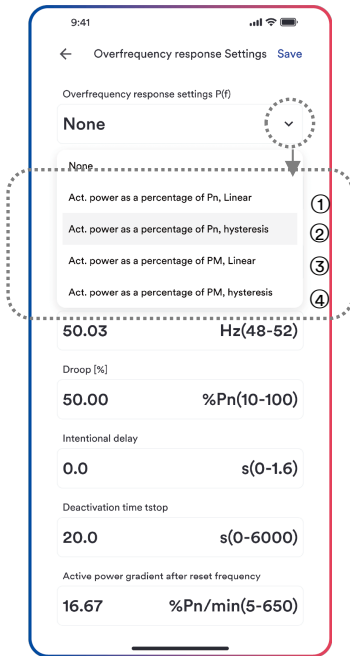 9:41
Overfrequency response Settings Save
Overfrequency response settings P(f)
None
None
Act. power as a percentage of Pn, Linear ①
Act. power as a percentage of Pn, hysteresis ②
Act. power as a percentage of PM, Linear ③
Act. power as a percentage of PM, hysteresis ④
50.03 Hz(48-52)
Droop [%]
50.00 %Pn(10-100)
Intentional delay
0.0 s(0-1.6)
Deactivation time tstop
20.0 s(0-6000)
Active power gradient after reset frequency
16.67 %Pn/min(5-650)